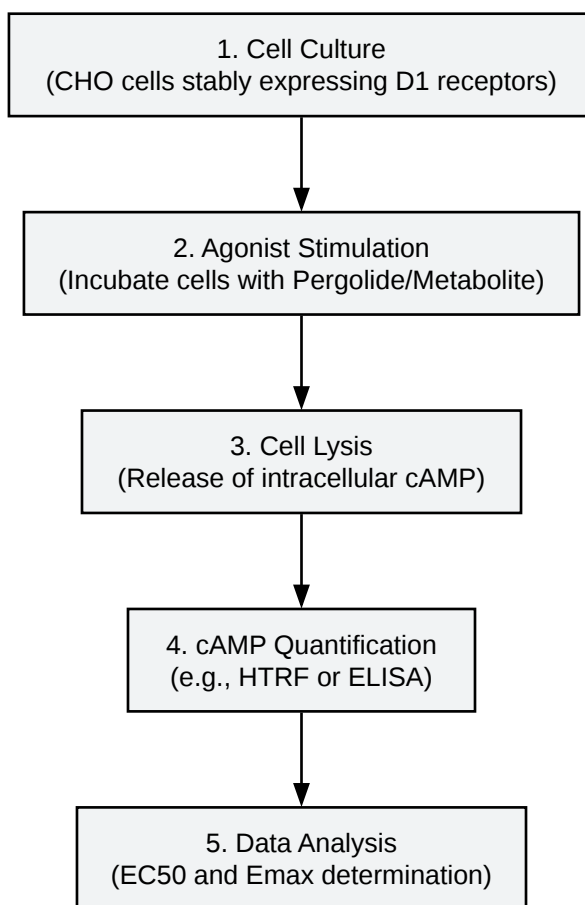 1. Cell Culture
(CHO cells stably expressing D1 receptors)
2. Agonist Stimulation
(Incubate cells with Pergolide/Metabolite)
3. Cell Lysis
(Release of intracellular cAMP)
4. cAMP Quantification
(e.g., HTRF or ELISA)
5. Data Analysis
(EC50 and Emax determination)